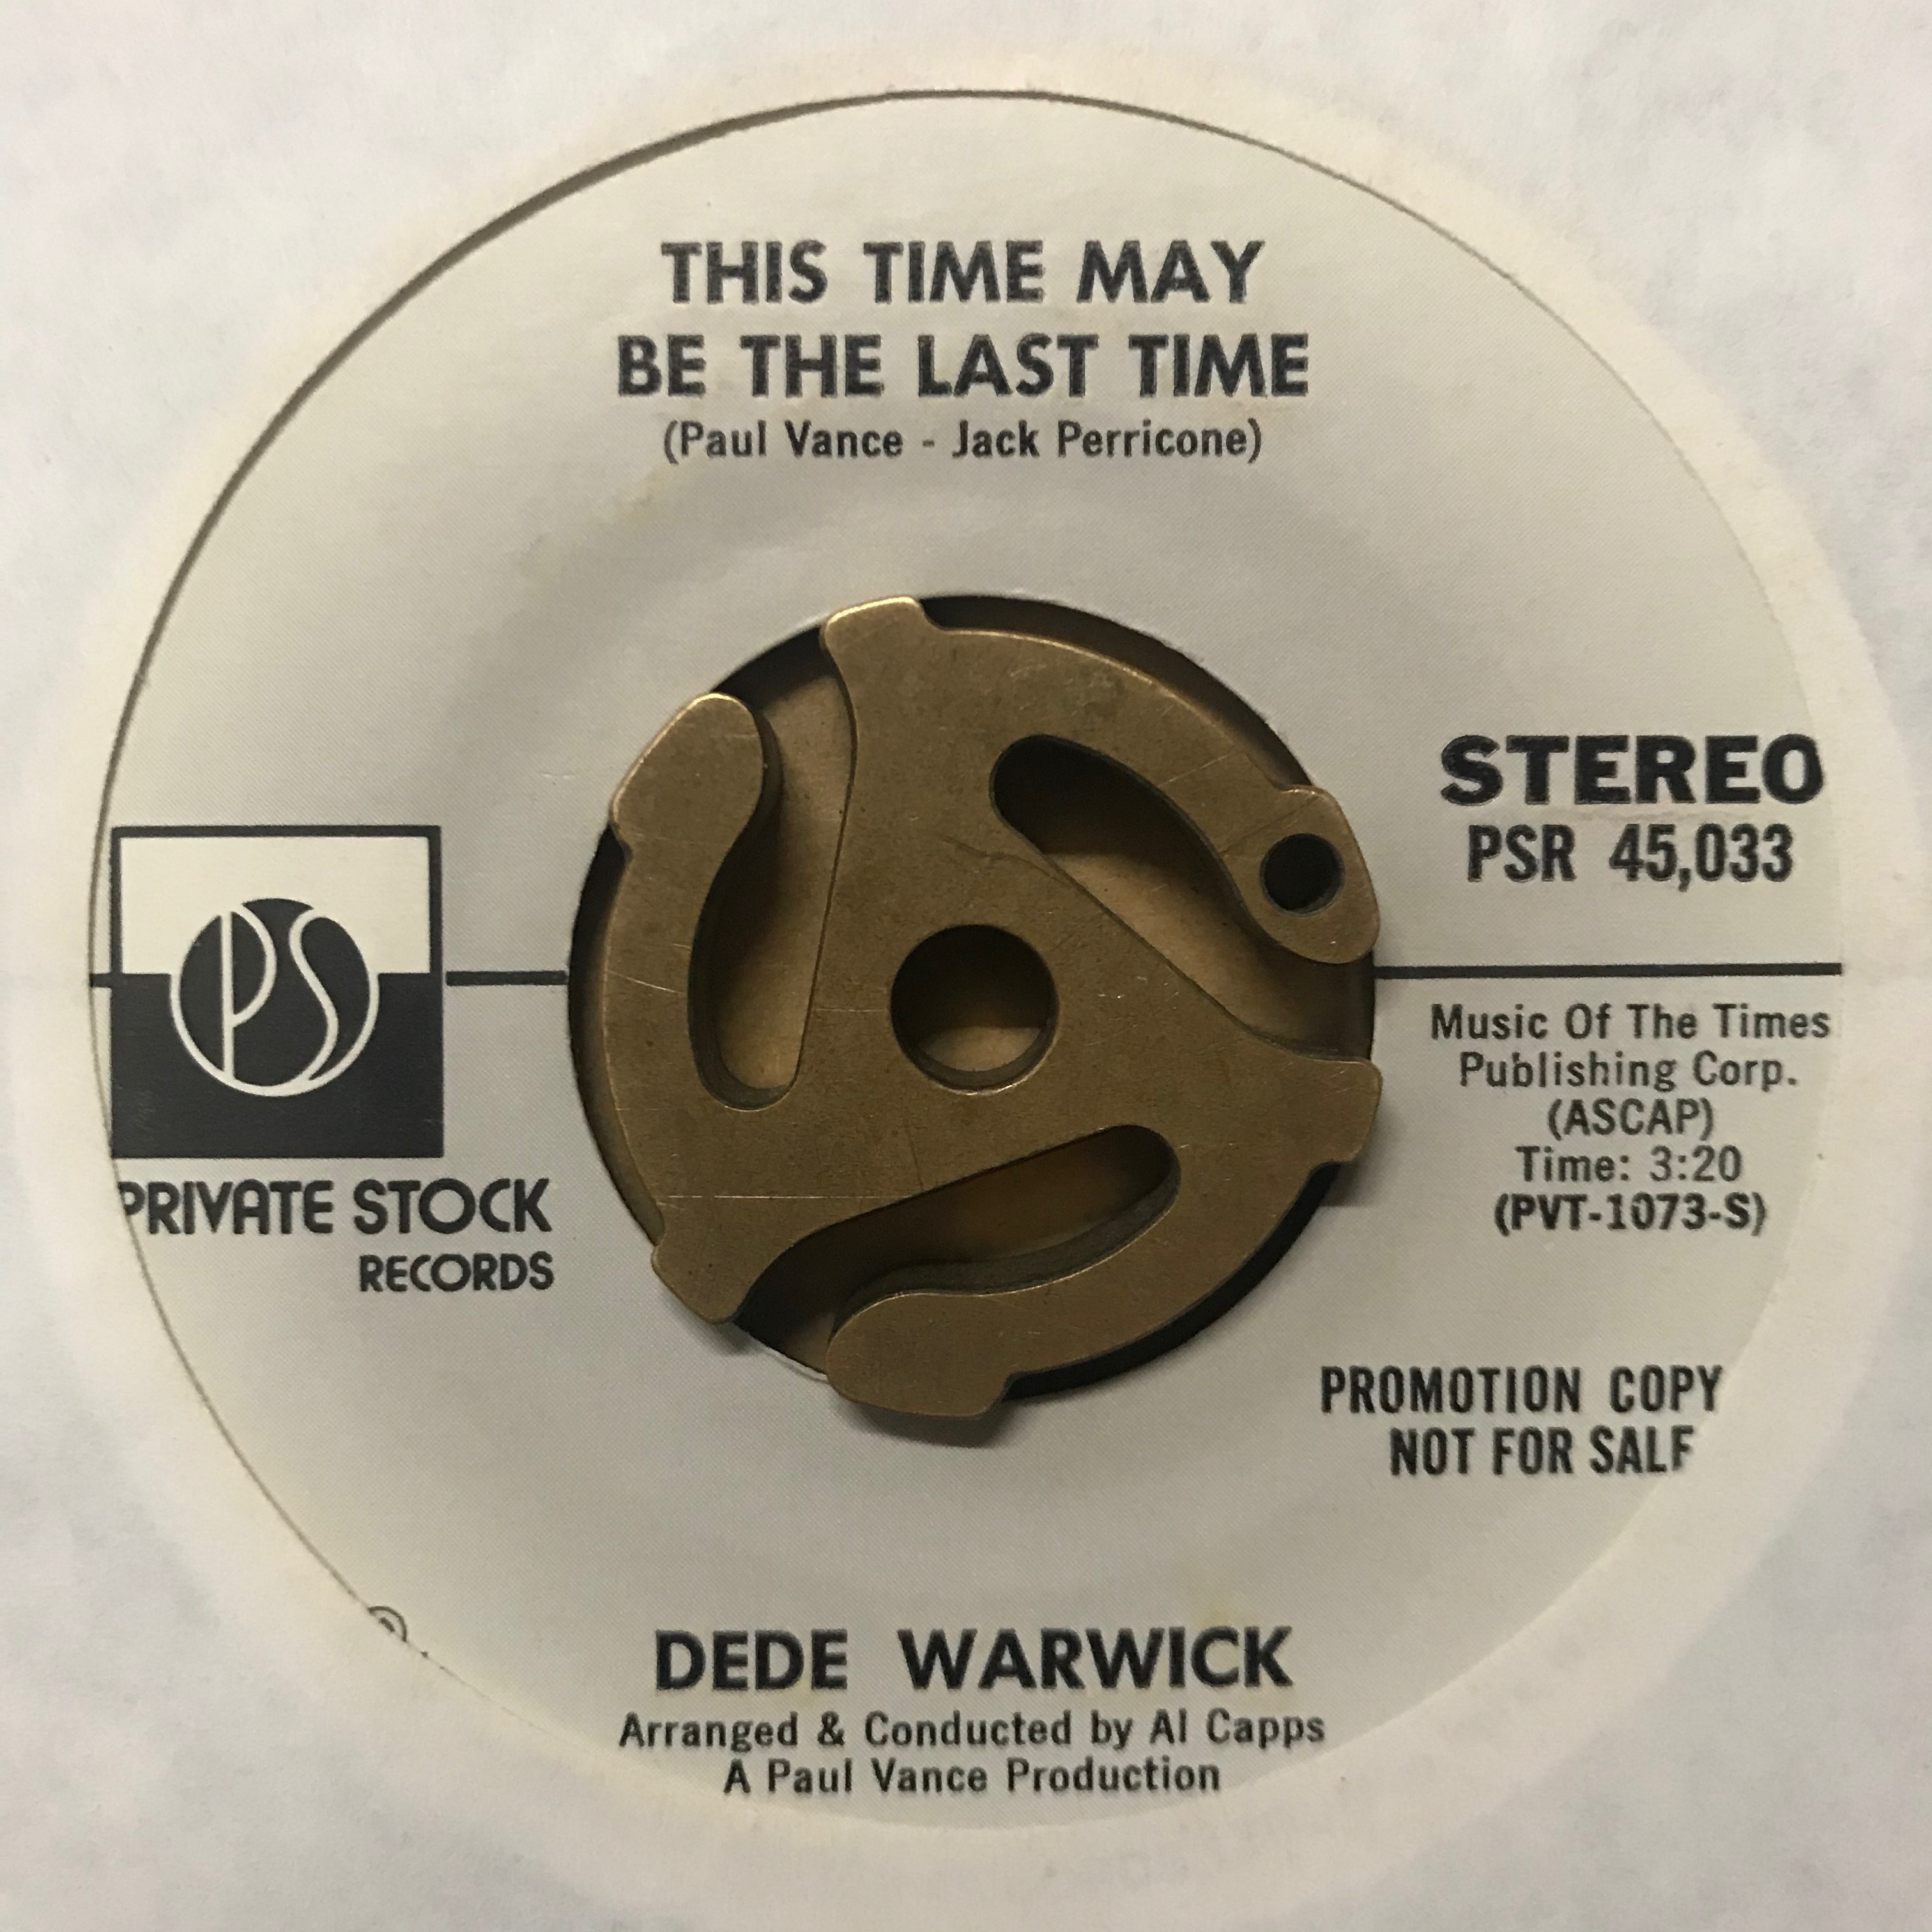 THIS TIME MAY
BE THE LAST TIME
(Paul Vance - Jack Perricone)
STEREO
PSR 45,033
PS
PRIVATE STOCK
RECORDS
Music Of The Times
Publishing Corp.
(ASCAP)
Time: 3:20
(PVT-1073-S)
PROMOTION COPY
NOT FOR SALE
DEDE WARWICK
Arranged & Conducted by Al Capps
A Paul Vance Production